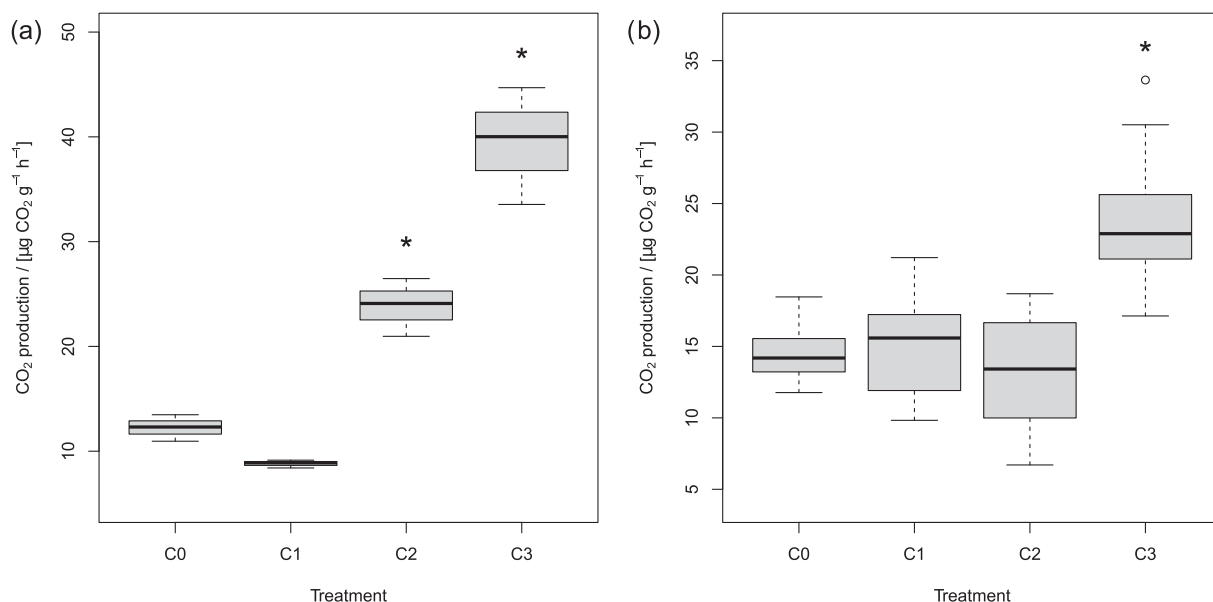 (a)
50
40
30
20
10
CO₂ production / [µg CO₂ g⁻¹ h⁻¹]
*
*
C0 C1 C2 C3
Treatment
(b)
35
30
25
20
15
10
5
CO₂ production / [µg CO₂ g⁻¹ h⁻¹]
*
C0 C1 C2 C3
Treatment